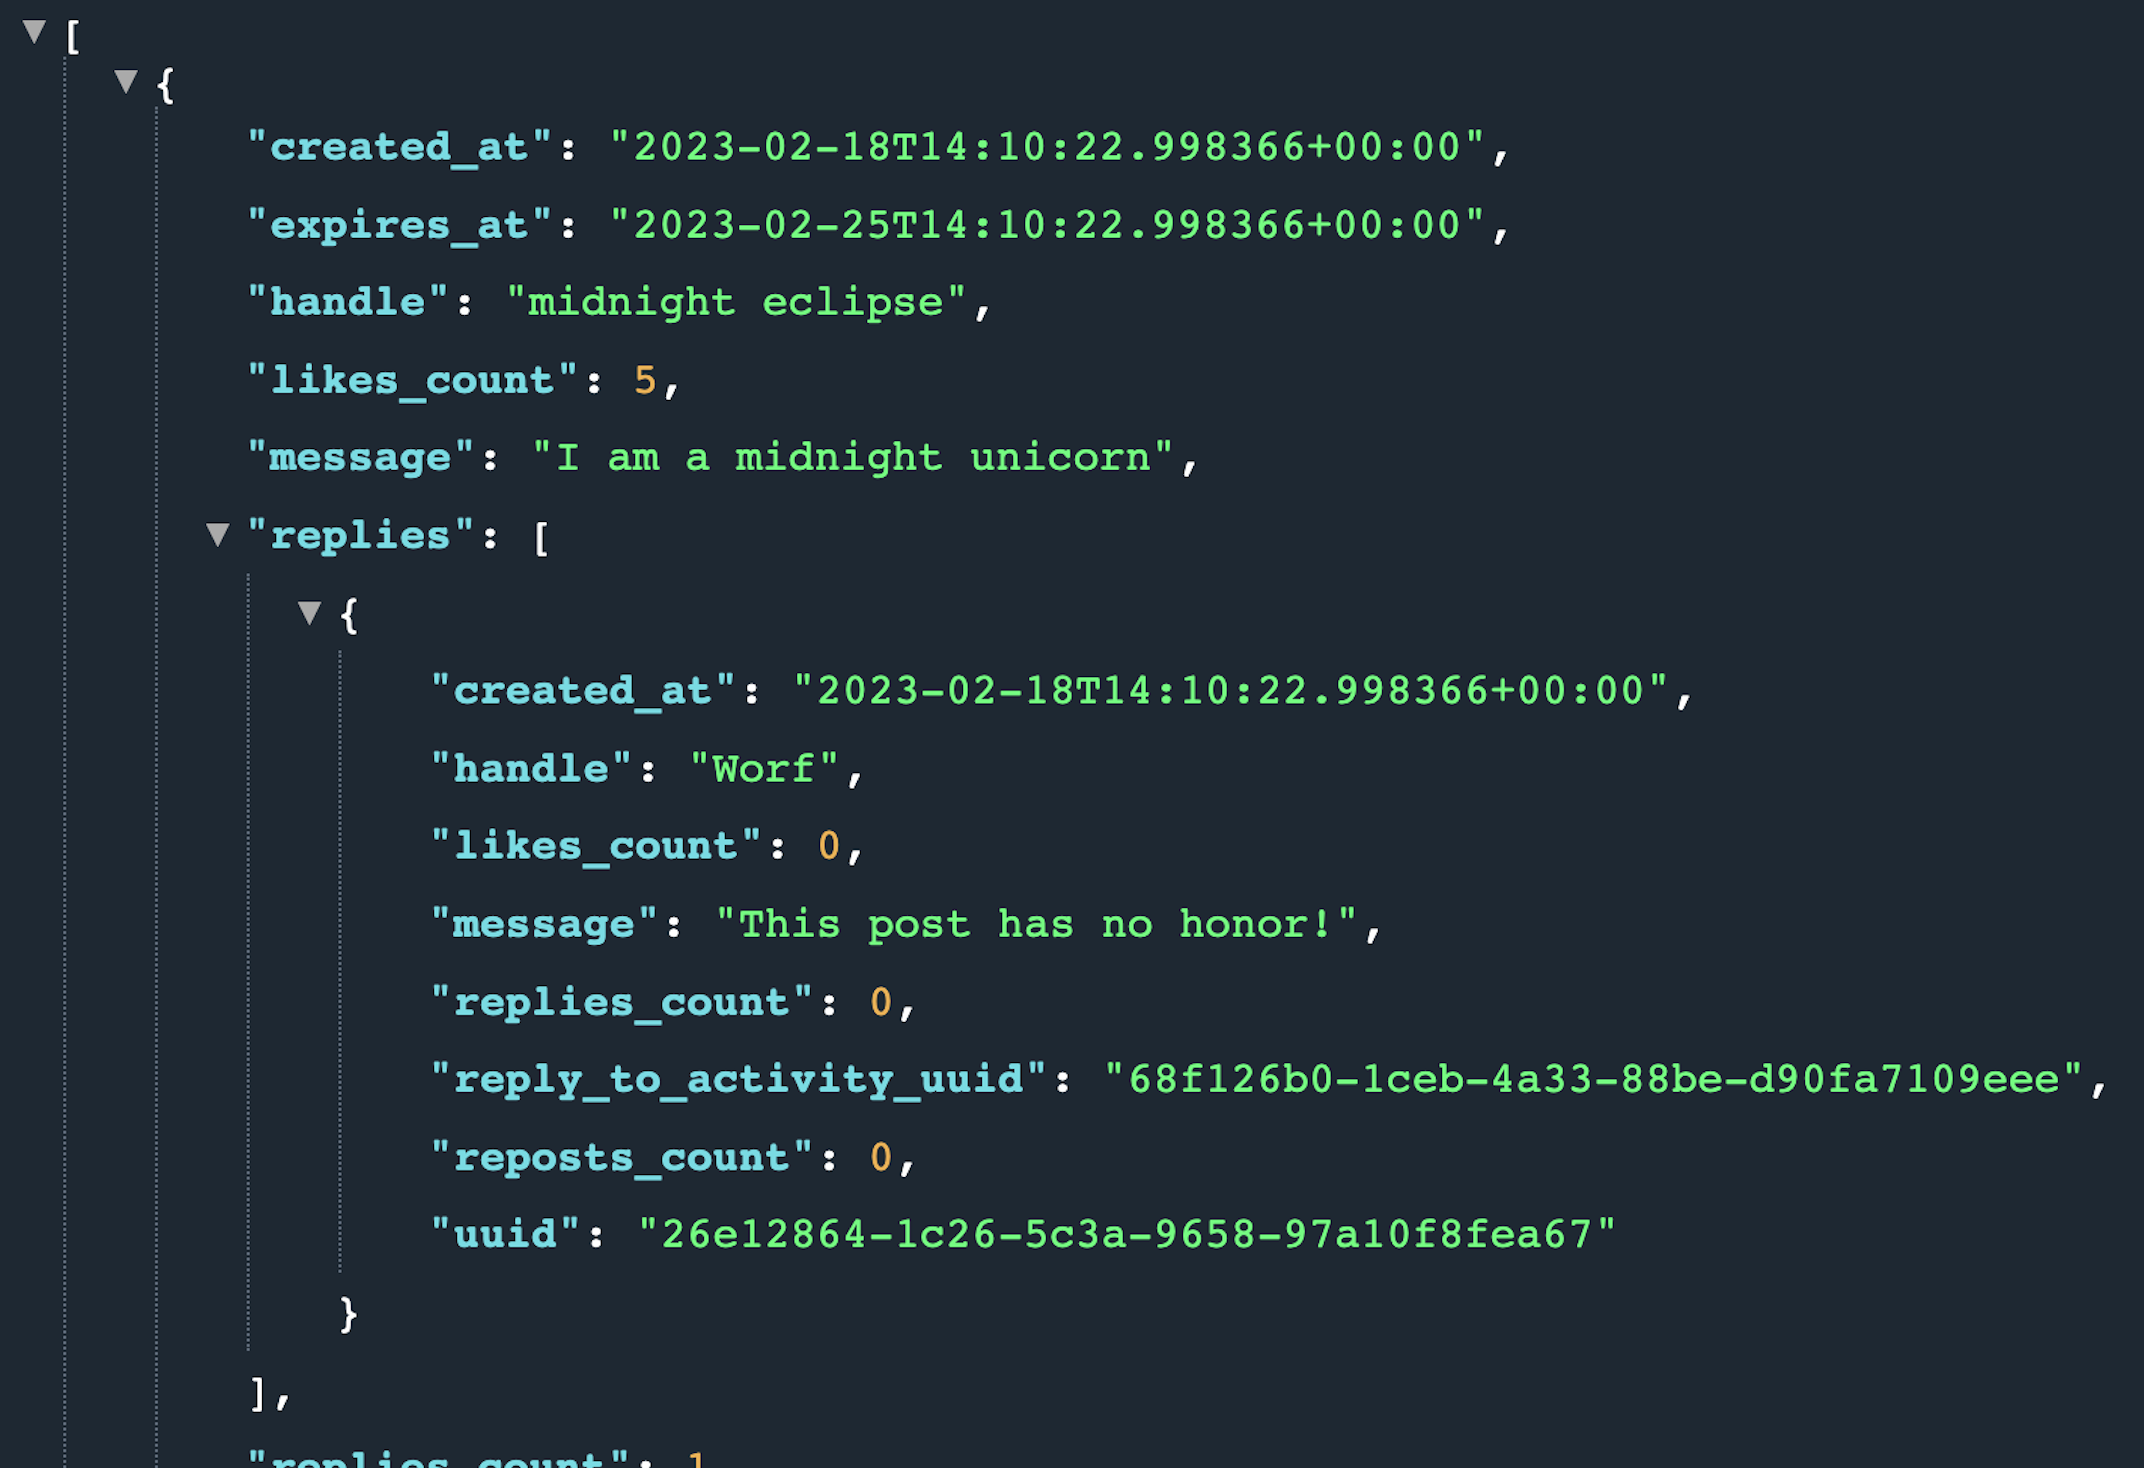 [
{
"created_at": "2023-02-18T14:10:22.998366+00:00",
"expires_at": "2023-02-25T14:10:22.998366+00:00",
"handle": "midnight eclipse",
"likes_count": 5,
"message": "I am a midnight unicorn",
"replies": [
{
"created_at": "2023-02-18T14:10:22.998366+00:00",
"handle": "Worf",
"likes_count": 0,
"message": "This post has no honor!",
"replies_count": 0,
"reply_to_activity_uuid": "68f126b0-1ceb-4a33-88be-d90fa7109eee",
"reposts_count": 0,
"uuid": "26e12864-1c26-5c3a-9658-97a10f8fea67"
}
],
"replies_count": 1